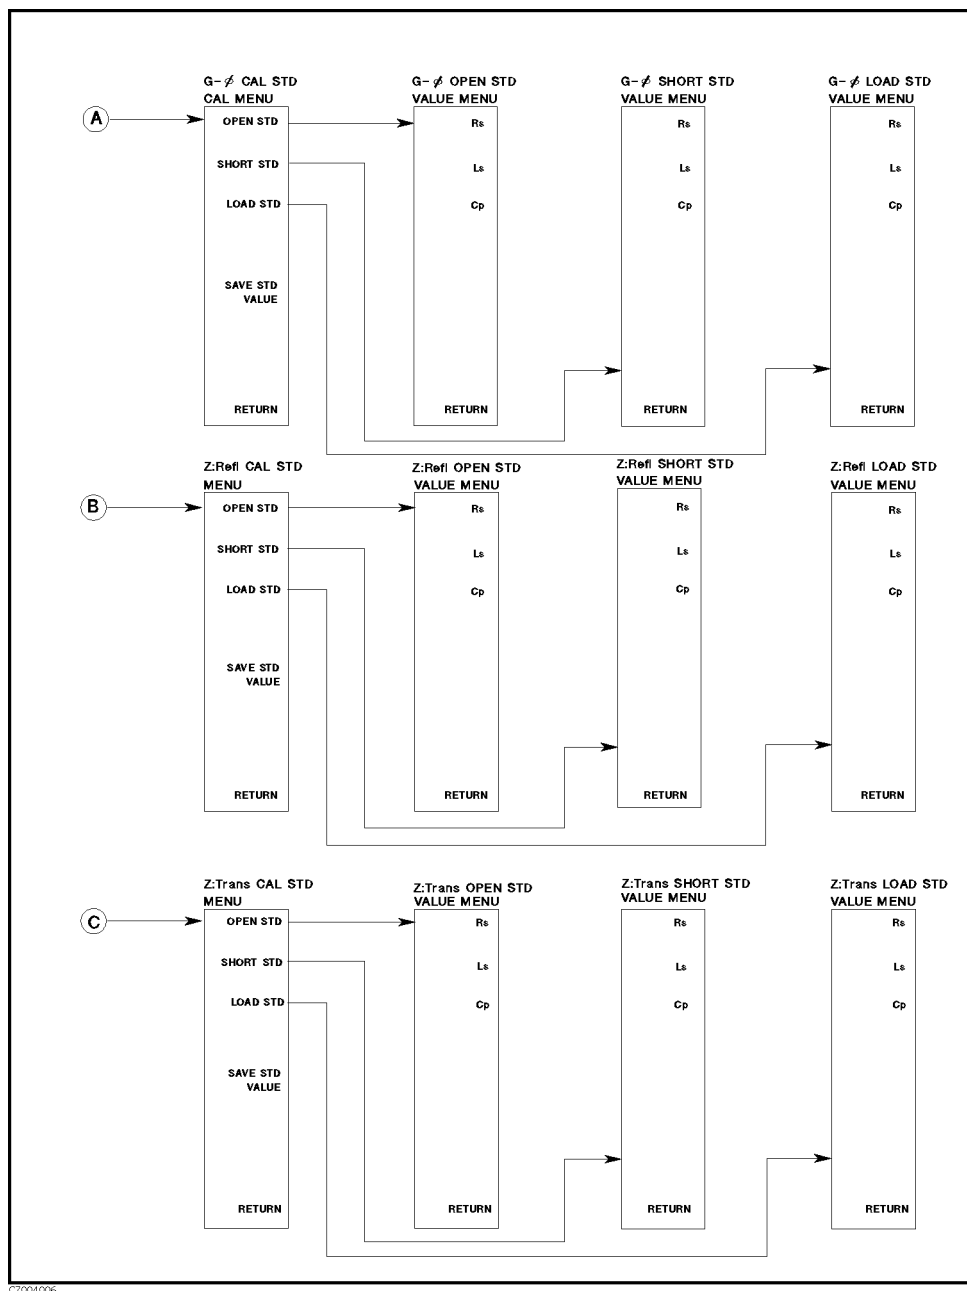 G-ø CAL STD
CAL MENU
G-ø OPEN STD
VALUE MENU
G-ø SHORT STD
VALUE MENU
G-ø LOAD STD
VALUE MENU
A
OPEN STD
SHORT STD
LOAD STD
SAVE STD
VALUE
RETURN
Rs
Ls
Cp
RETURN
Rs
Ls
Cp
RETURN
Rs
Ls
Cp
RETURN
Z:Refl CAL STD
MENU
Z:Refl OPEN STD
VALUE MENU
Z:Refl SHORT STD
VALUE MENU
Z:Refl LOAD STD
VALUE MENU
B
OPEN STD
SHORT STD
LOAD STD
SAVE STD
VALUE
RETURN
Rs
Ls
Cp
RETURN
Rs
Ls
Cp
RETURN
Rs
Ls
Cp
RETURN
Z:Trans CAL STD
MENU
Z:Trans OPEN STD
VALUE MENU
Z:Trans SHORT STD
VALUE MENU
Z:Trans LOAD STD
VALUE MENU
C
OPEN STD
SHORT STD
LOAD STD
SAVE STD
VALUE
RETURN
Rs
Ls
Cp
RETURN
Rs
Ls
Cp
RETURN
Rs
Ls
Cp
RETURN